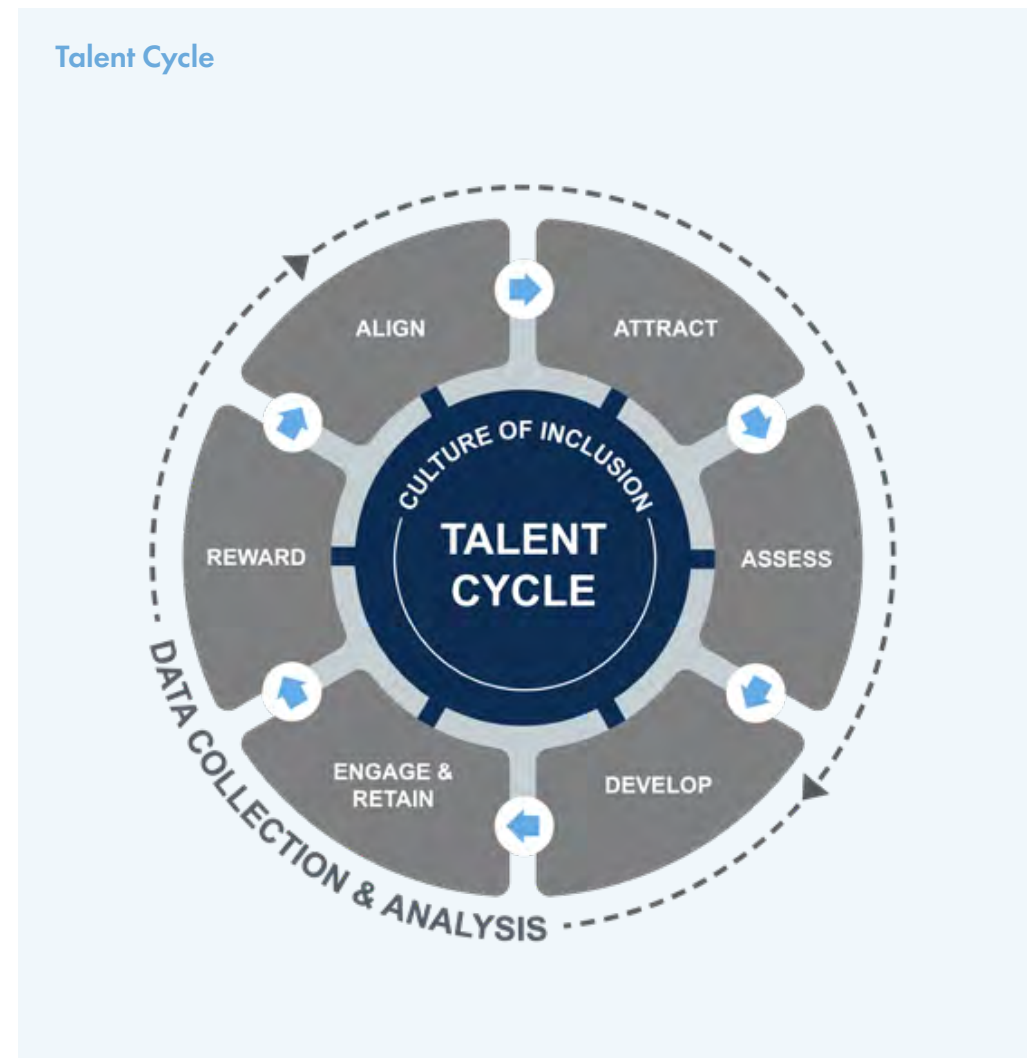 Talent Cycle
ALIGN
ATTRACT
CULTURE OF INCLUSION
TALENT
CYCLE
REWARD
ASSESS
ENGAGE &
RETAIN
DEVELOP
DATA COLLECTION & ANALYSIS